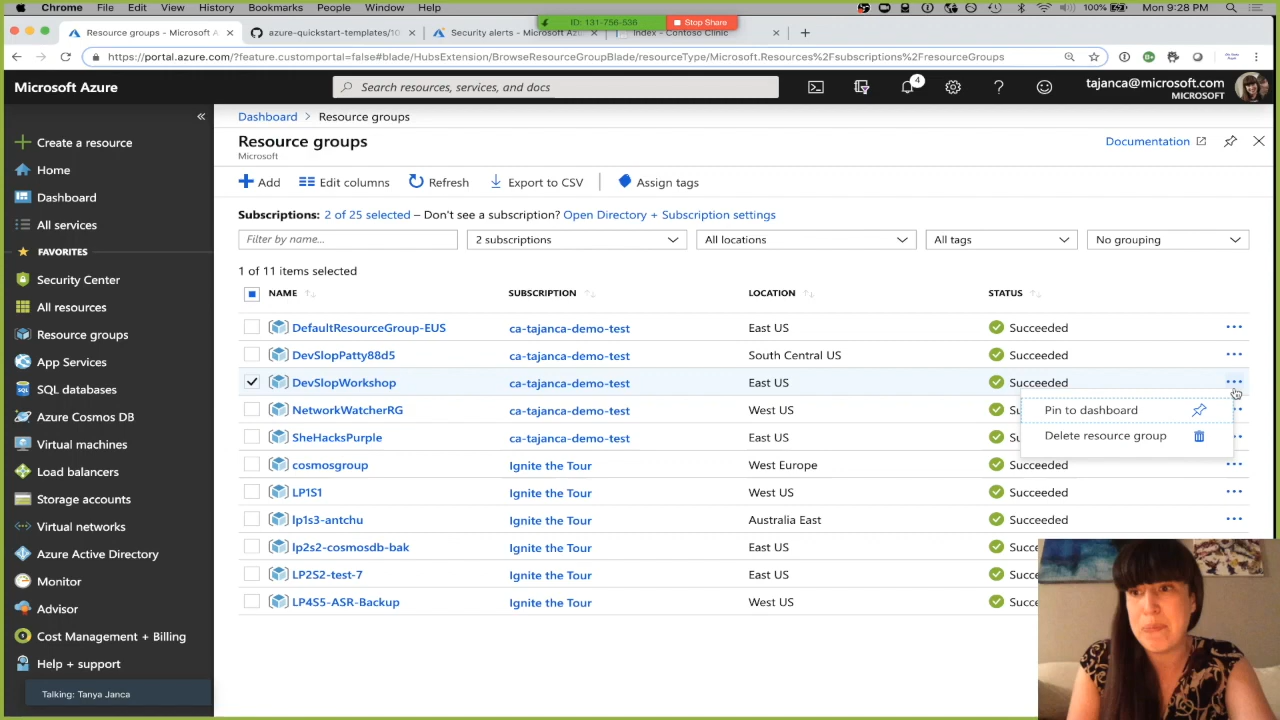 Chrome File Edit View History Bookmarks People Window Help 100% Mon 9:28 PM
ID: 131-756-536 Stop Share
Resource groups - Microsoft A azure-quickstart-templates/10 Security alerts - Microsoft Az Index - Contoso Clinic
https://portal.azure.com/?feature.customportal=false#blade/HubsExtension/BrowseResourceGroupBlade/resourceType/Microsoft.Resources%2Fsubscriptions%2FresourceGroups
Microsoft Azure Search resources, services, and docs 4 tajanca@microsoft.com
MICROSOFT
«
Dashboard > Resource groups
Resource groups Documentation
Microsoft
Add Edit columns Refresh Export to CSV Assign tags
Subscriptions: 2 of 25 selected – Don't see a subscription? Open Directory + Subscription settings
Filter by name... 2 subscriptions All locations All tags No grouping
1 of 11 items selected
NAME SUBSCRIPTION LOCATION STATUS
DefaultResourceGroup-EUS ca-tajanca-demo-test East US Succeeded
DevSlopPatty88d5 ca-tajanca-demo-test South Central US Succeeded
DevSlopWorkshop ca-tajanca-demo-test East US Succeeded
NetworkWatcherRG ca-tajanca-demo-test West US Su
Pin to dashboard
SheHacksPurple ca-tajanca-demo-test East US Su
Delete resource group
cosmosgroup Ignite the Tour West Europe Succeeded
LP1S1 Ignite the Tour West US Succeeded
lp1s3-antchu Ignite the Tour Australia East Succeeded
lp2s2-cosmosdb-bak Ignite the Tour East US Succe
LP2S2-test-7 Ignite the Tour East US Succe
LP4S5-ASR-Backup Ignite the Tour West US Succe
Create a resource
Home
Dashboard
All services
FAVORITES
Security Center
All resources
Resource groups
App Services
SQL databases
Azure Cosmos DB
Virtual machines
Load balancers
Storage accounts
Virtual networks
Azure Active Directory
Monitor
Advisor
Cost Management + Billing
Help + support
Talking: Tanya Janca